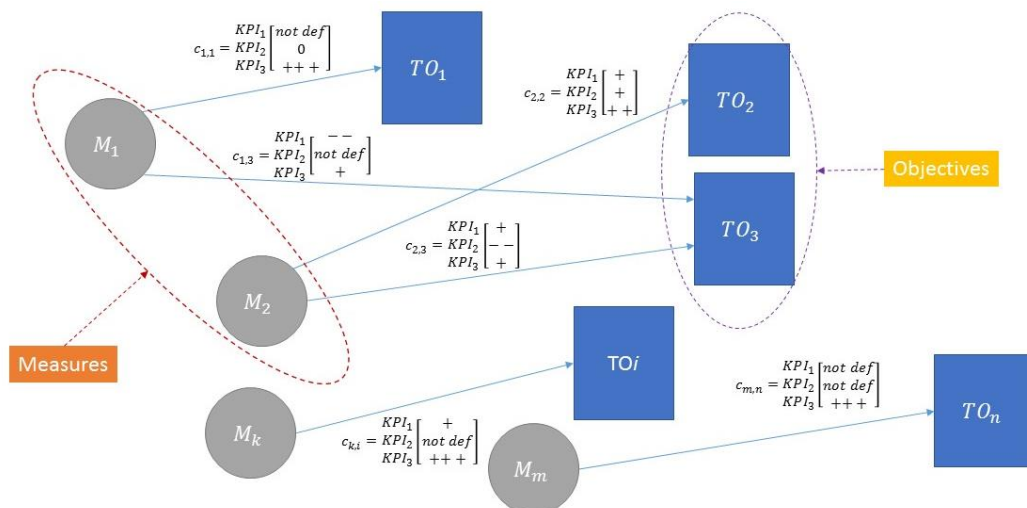 KPI₁ [not def]
c₁,₁ = KPI₂ [0]
KPI₃ [+ + +]
TO₁
M₁
KPI₁ [+]
c₂,₂ = KPI₂ [+]
KPI₃ [+ +]
TO₂
KPI₁ [− −]
c₁,₃ = KPI₂ [not def]
KPI₃ [+]
Objectives
TO₃
KPI₁ [+]
c₂,₃ = KPI₂ [− −]
KPI₃ [+]
M₂
Measures
TOi
KPI₁ [not def]
cₘ,ₙ = KPI₂ [not def]
KPI₃ [+ + +]
TOₙ
Mₖ
KPI₁ [+]
cₖ,ᵢ = KPI₂ [not def]
KPI₃ [+ + +]
Mₘ